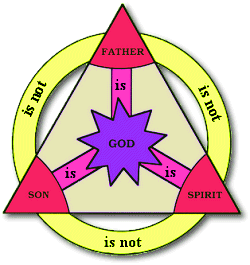 FATHER
is
is not
is not
GOD
is
is
SON
SPIRIT
is not